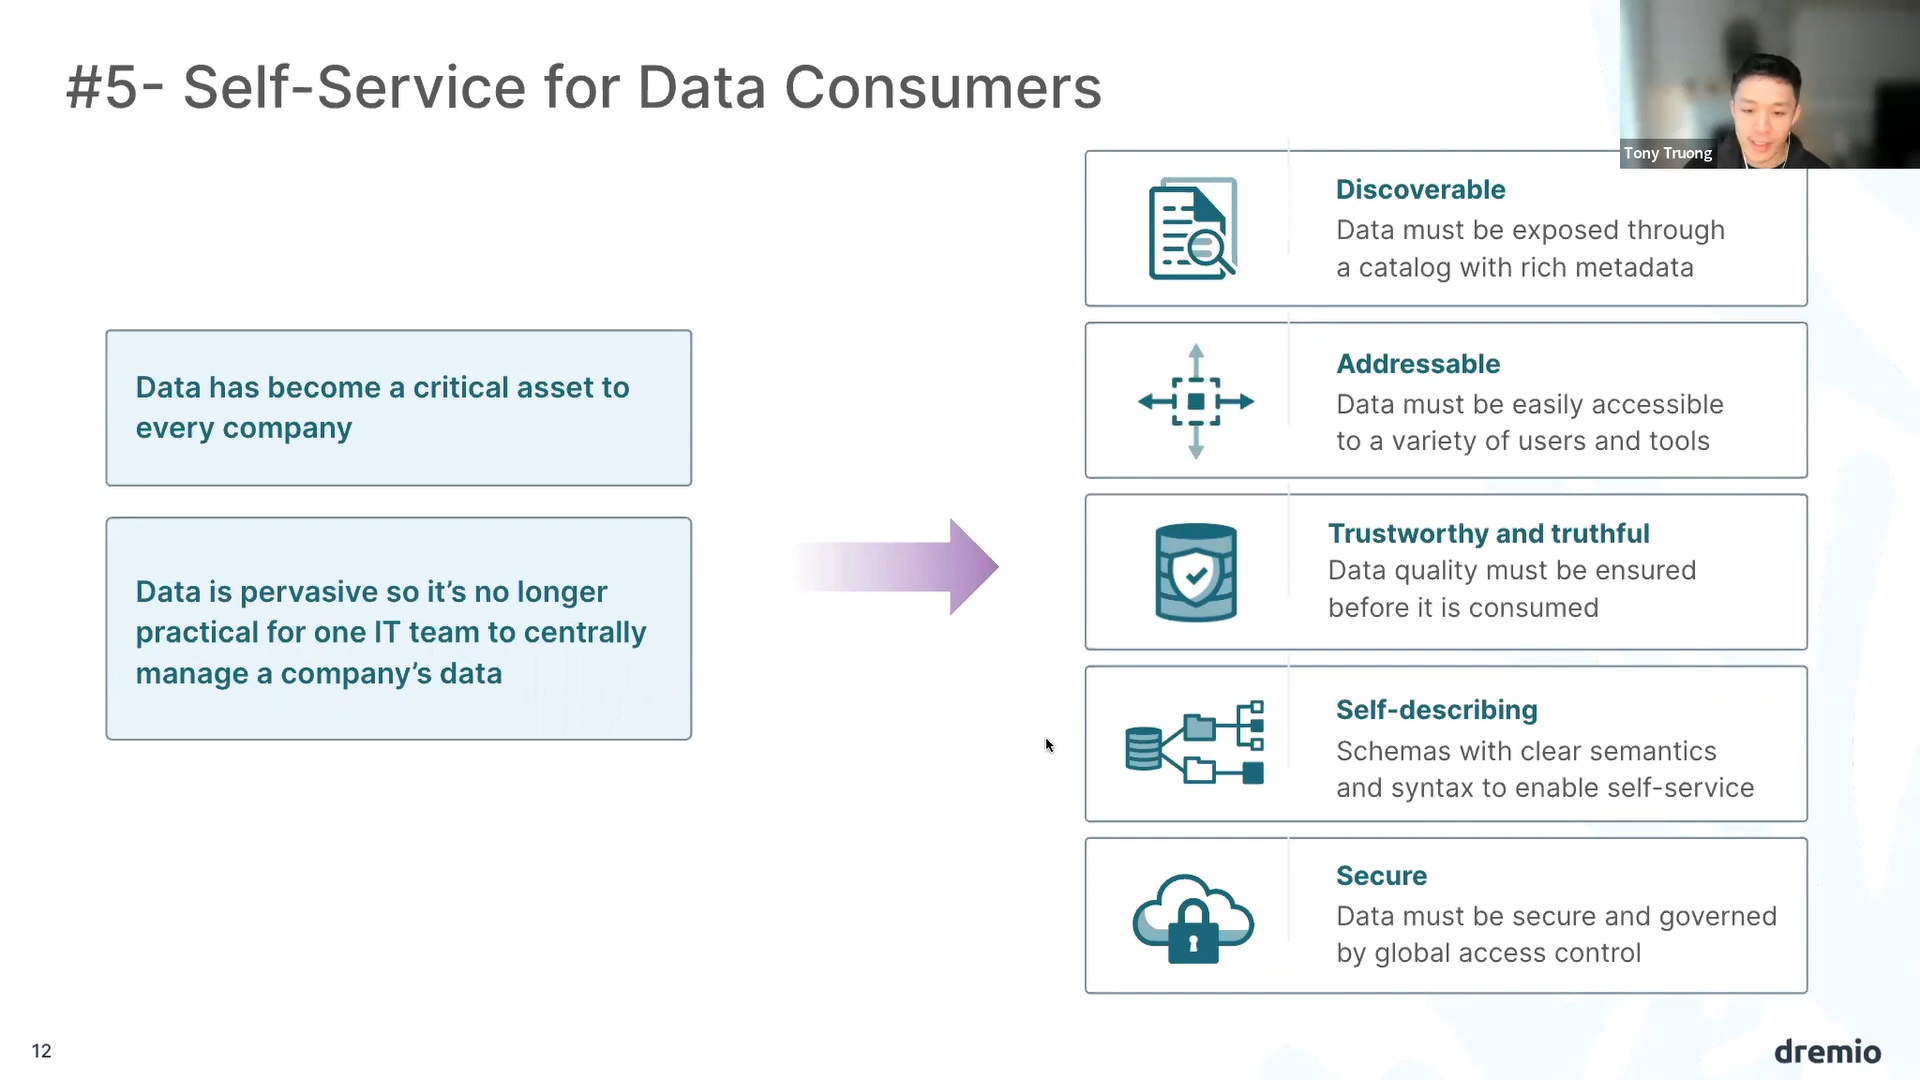 #5- Self-Service for Data Consumers
Tony Truong
Data has become a critical asset to
every company
Data is pervasive so it’s no longer
practical for one IT team to centrally
manage a company’s data
Discoverable
Data must be exposed through
a catalog with rich metadata
Addressable
Data must be easily accessible
to a variety of users and tools
Trustworthy and truthful
Data quality must be ensured
before it is consumed
Self-describing
Schemas with clear semantics
and syntax to enable self-service
Secure
Data must be secure and governed
by global access control
12
dremio